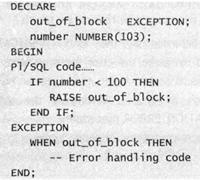 DECLARE
out_of_block EXCEPTION;
number NUMBER(103);
BEGIN
Pl/SQL code……
IF number < 100 THEN
RAISE out_of_block;
END IF;
EXCEPTION
WHEN out_of_block THEN
-- Error handling code
END;